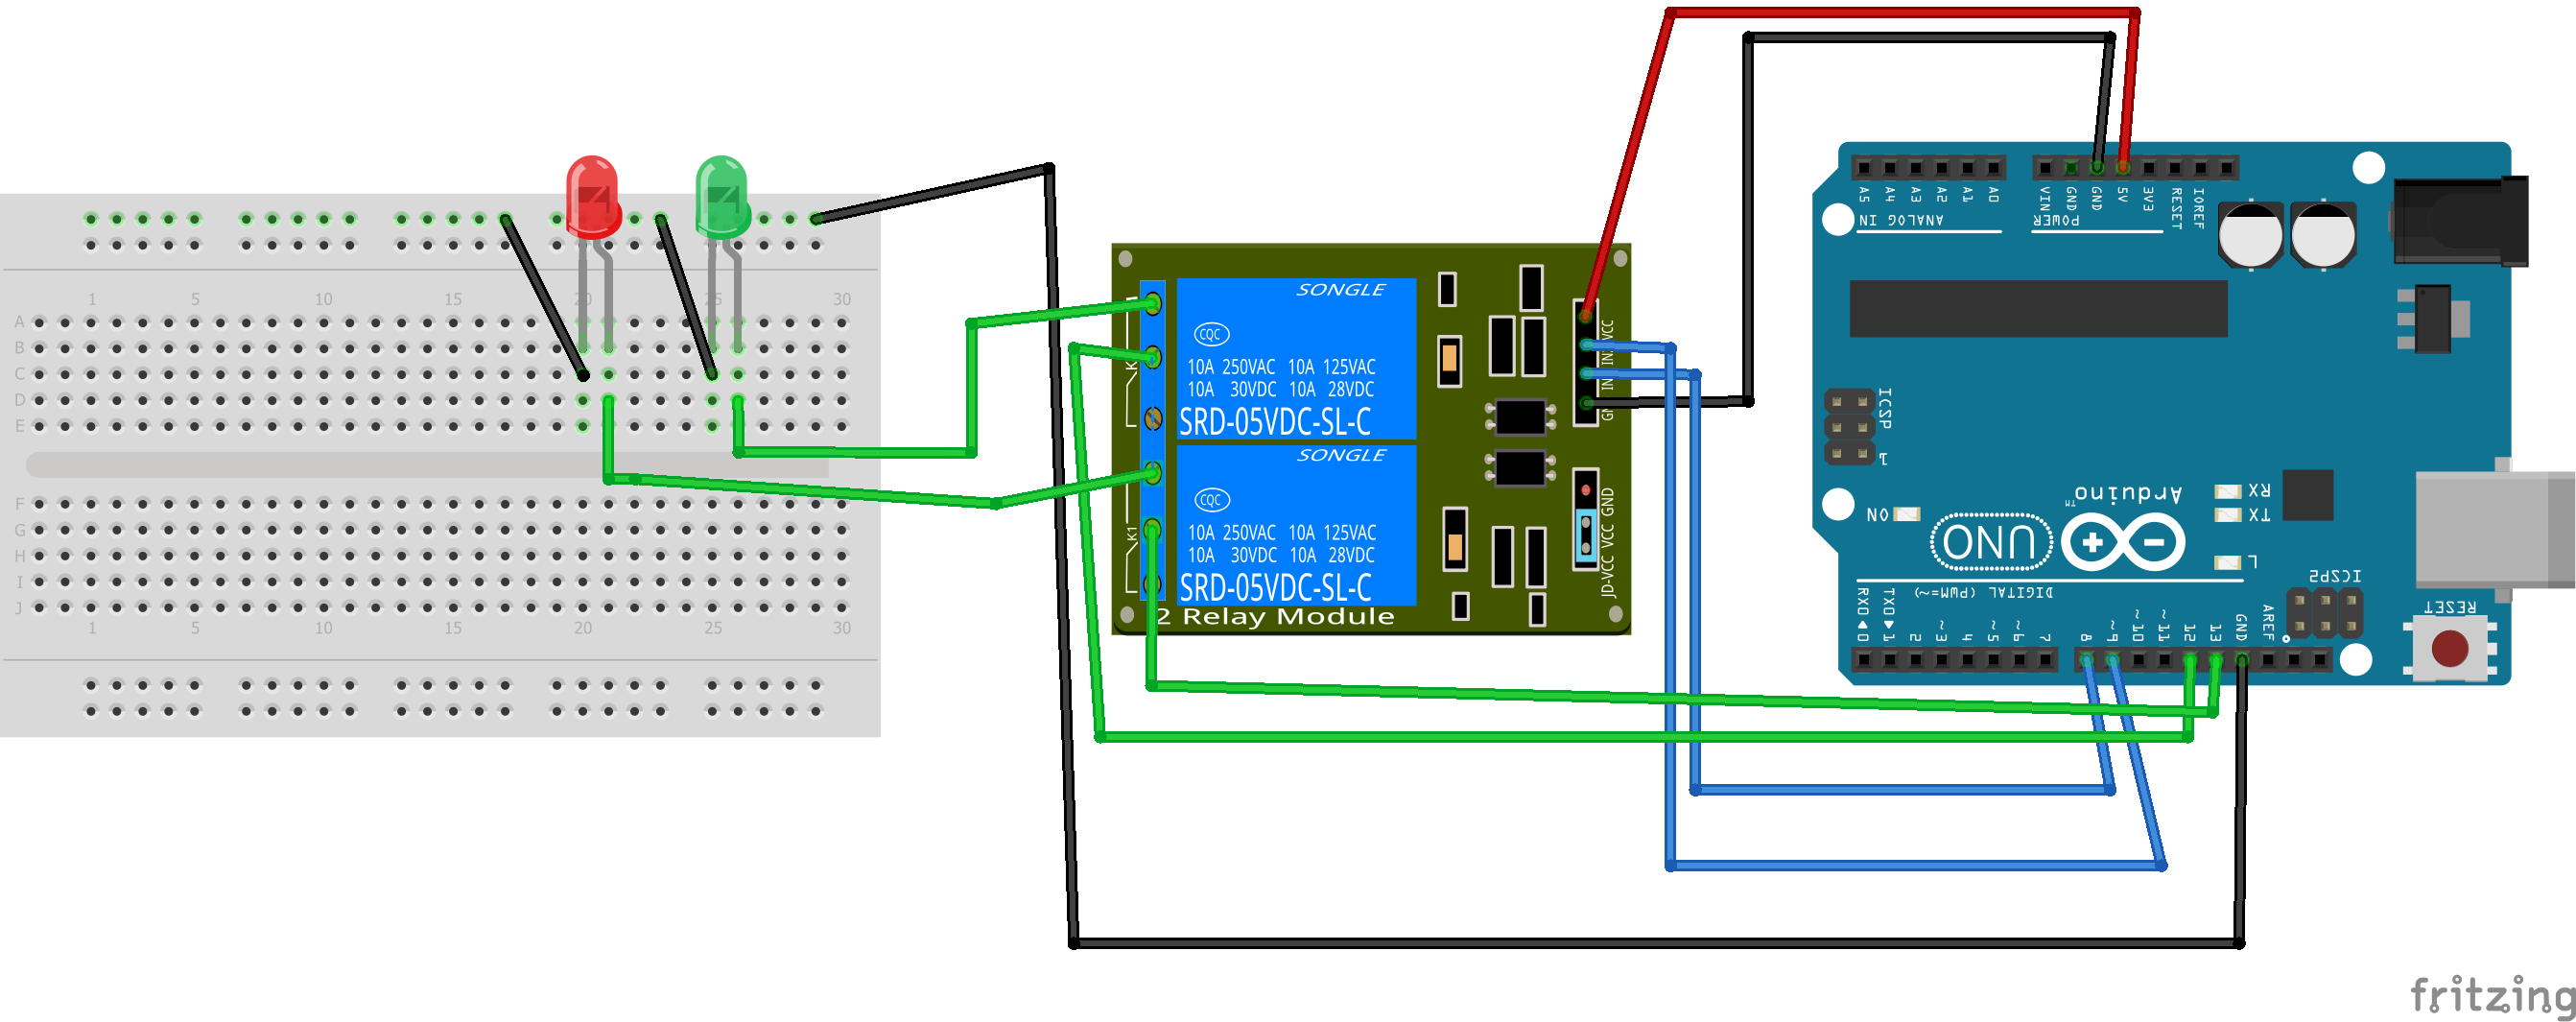 1 5 10 15 20 25 30
A
B
C
D
E
F
G
H
I
J
1 5 10 15 20 25 30
SONGLE
CQC
10A 250VAC 10A 125VAC
10A 30VDC 10A 28VDC
SRD-05VDC-SL-C
SONGLE
CQC
10A 250VAC 10A 125VAC
10A 30VDC 10A 28VDC
SRD-05VDC-SL-C
K1
2 Relay Module
VCC
JD-VCC VCC GND
A5 A4 A3 A2 A1 A0
ANALOG IN
VIN GND GND 5V 3V3 RESET IOREF
POWER
ICSP
1
ON
UNO
Arduino
TM
RX
TX
L
ICSP2
RESET
DIGITAL (PWM=~)
RX0 TX0
0 1 2 ~3 4 ~5 ~6 7 8 ~9 ~10 ~11 12 13 GND AREF
fritzing